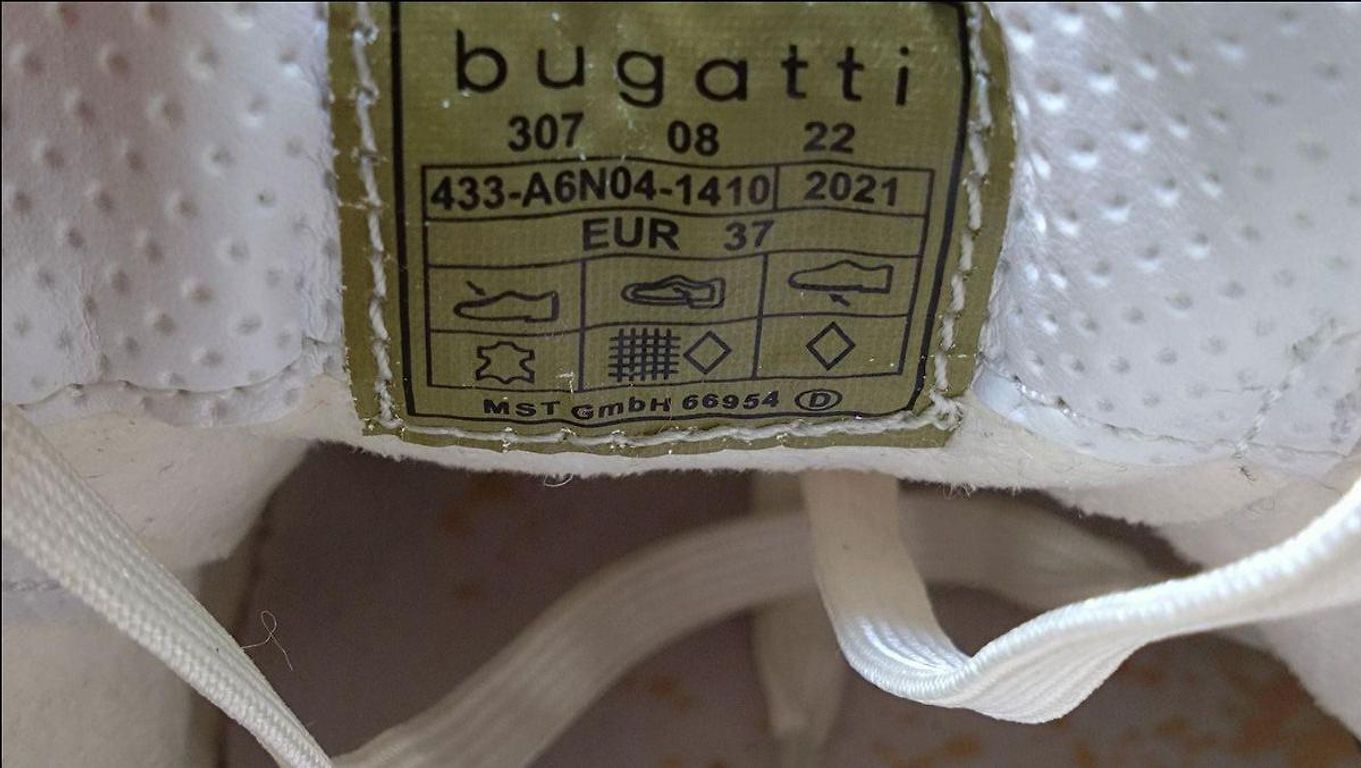 bugatti
307 08 22
433-A6N04-1410 2021
EUR 37
MST GmbH 66954 D